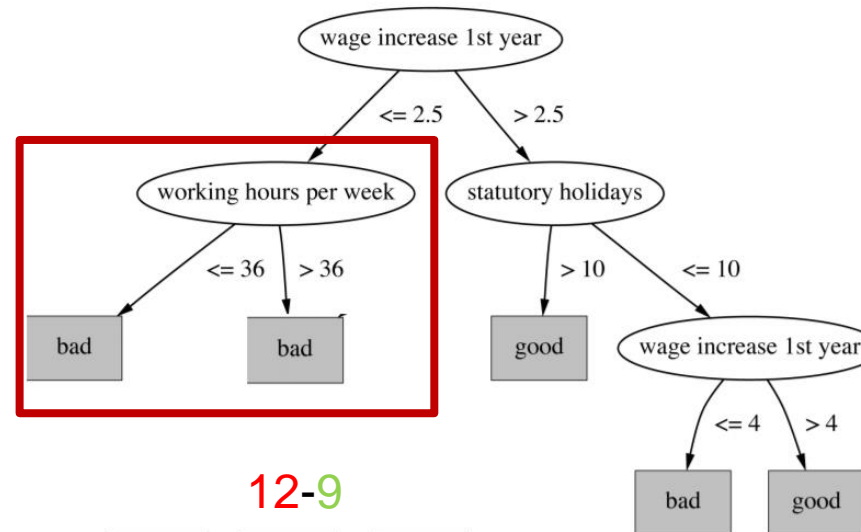 wage increase 1st year
<= 2.5
> 2.5
working hours per week
statutory holidays
<= 36
> 36
> 10
<= 10
bad
bad
good
wage increase 1st year
<= 4
> 4
12-9
bad
good